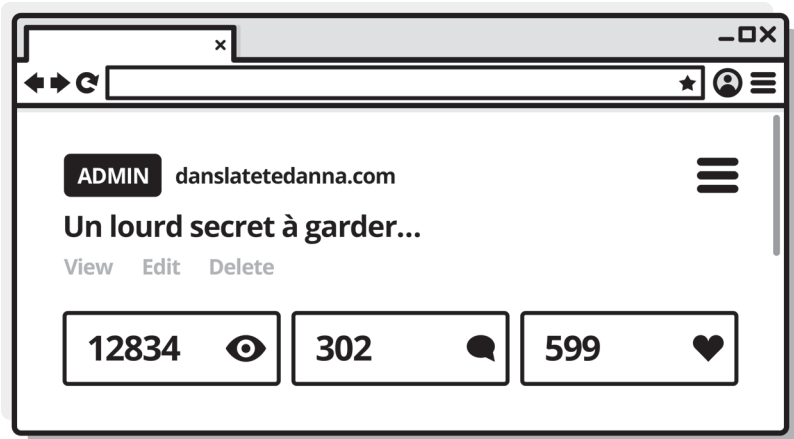 ADMIN danslatetedanna.com
Un lourd secret à garder...
View Edit Delete
12834 302 599